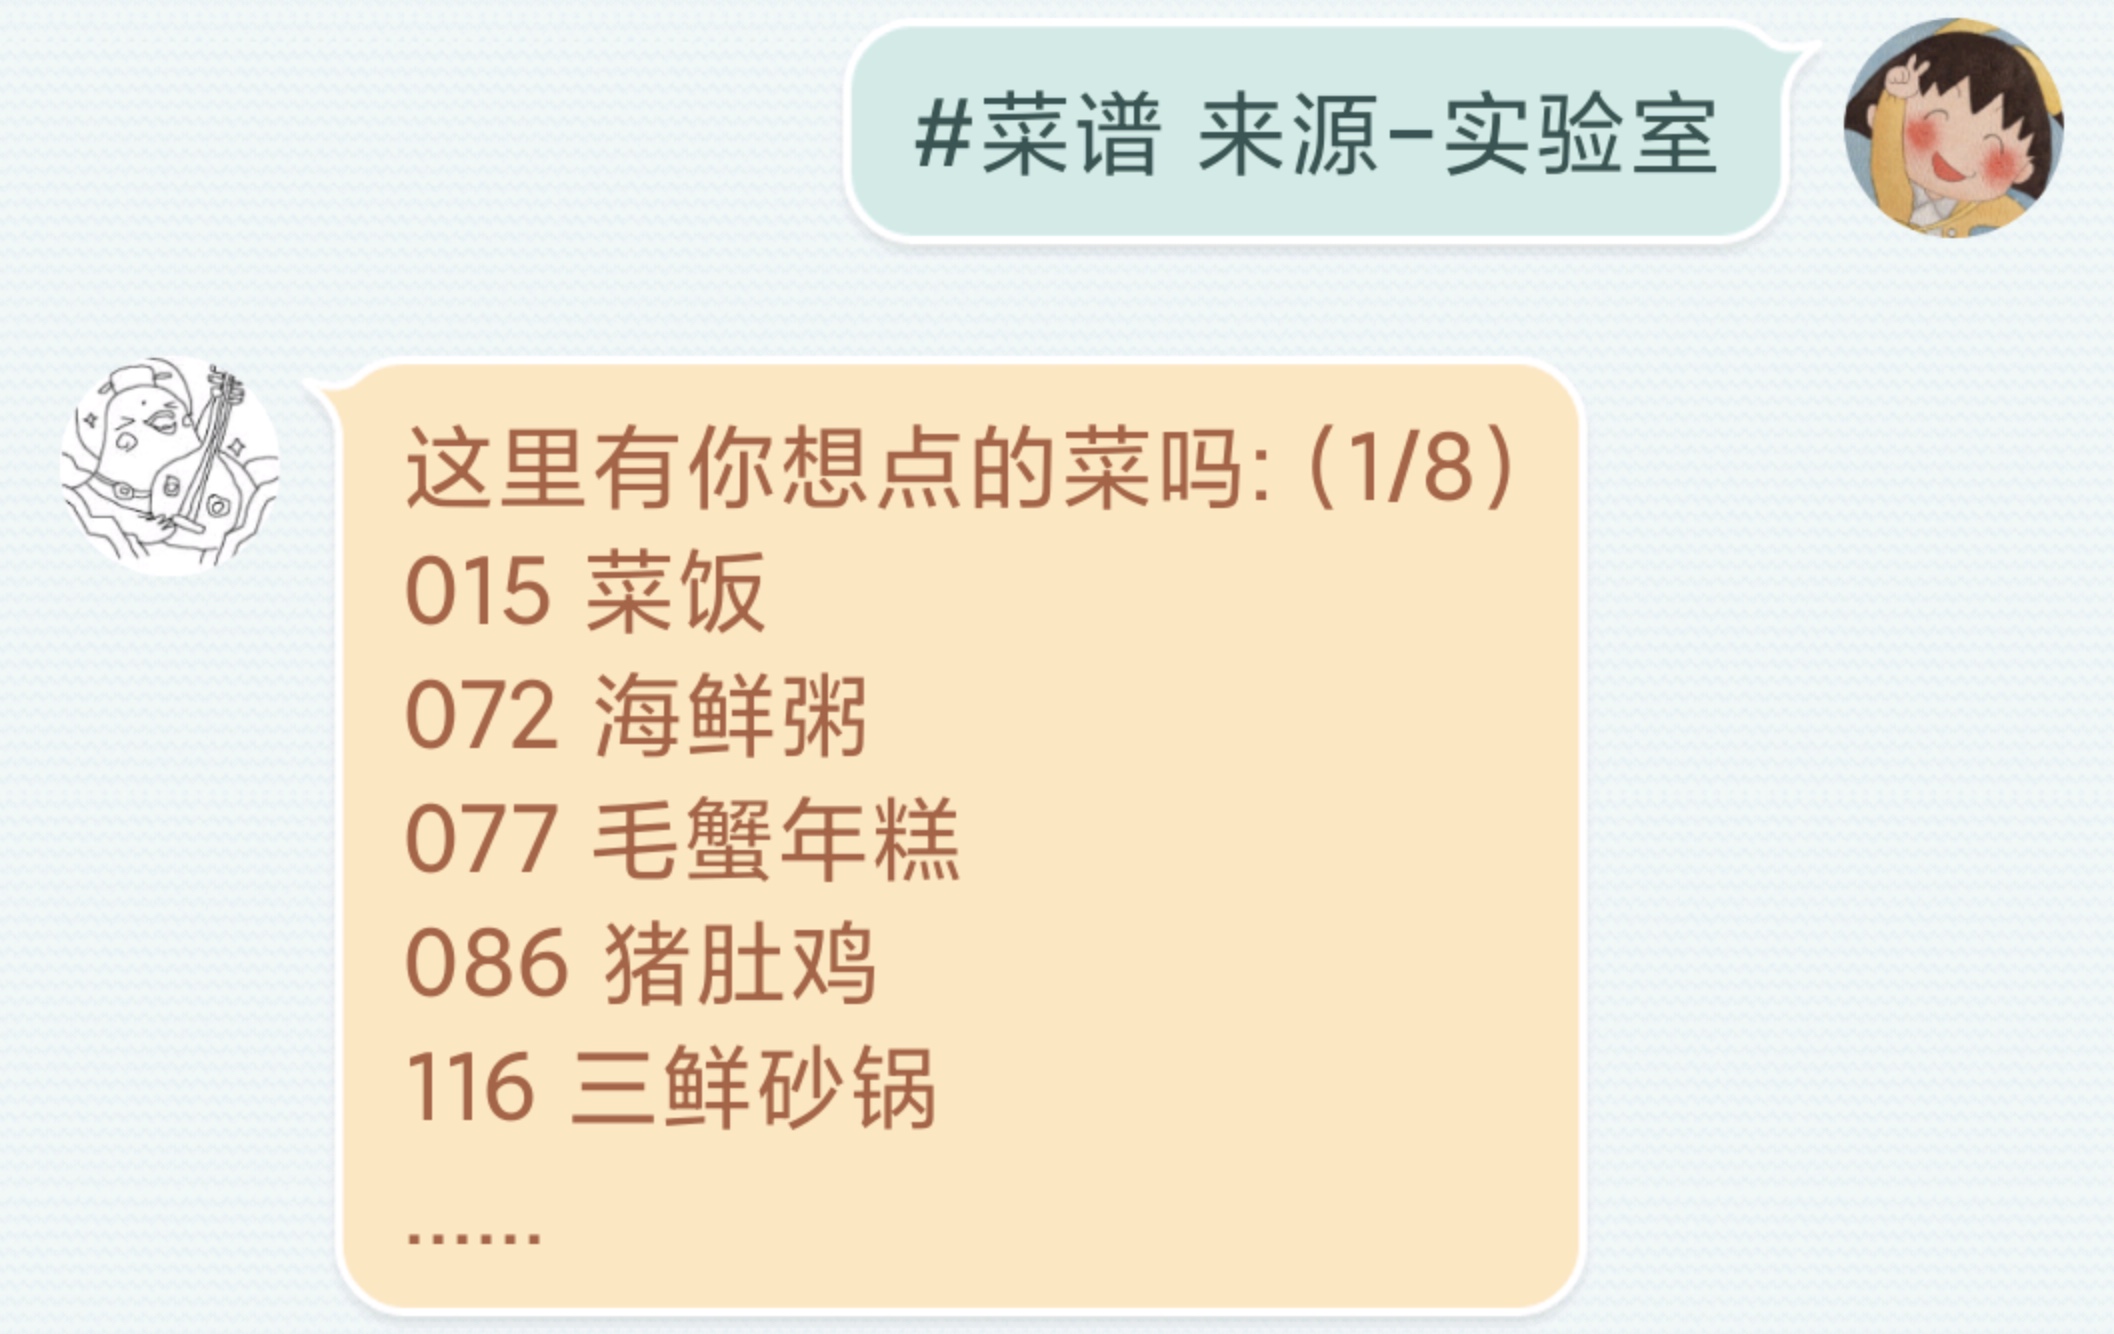 #菜谱 来源-实验室
这里有你想点的菜吗: (1/8)
015 菜饭
072 海鲜粥
077 毛蟹年糕
086 猪肚鸡
116 三鲜砂锅
......